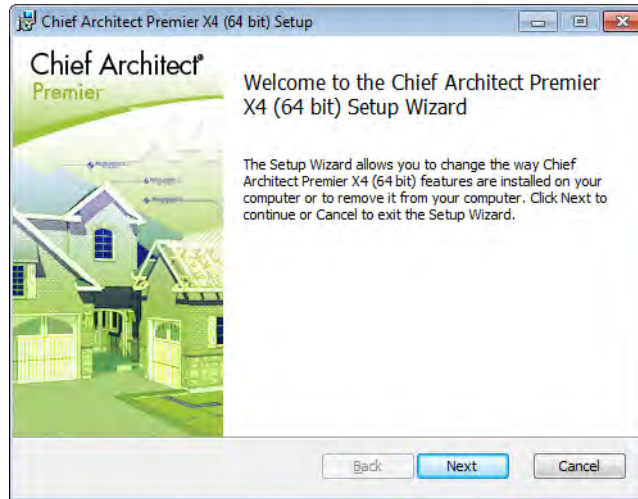 Chief Architect Premier X4 (64 bit) Setup
Chief Architect®
Premier
Welcome to the Chief Architect Premier
X4 (64 bit) Setup Wizard
The Setup Wizard allows you to change the way Chief
Architect Premier X4 (64 bit) features are installed on your
computer or to remove it from your computer. Click Next to
continue or Cancel to exit the Setup Wizard.
Back
Next
Cancel